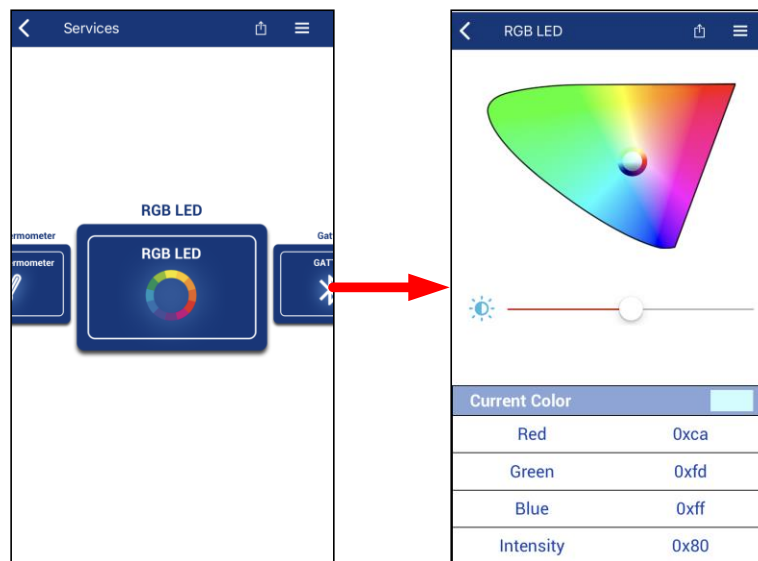 Services
RGB LED
rmometer
rmometer
RGB LED
Gat
GAT
RGB LED
Current Color
Red 0xca
Green 0xfd
Blue 0xff
Intensity 0x80